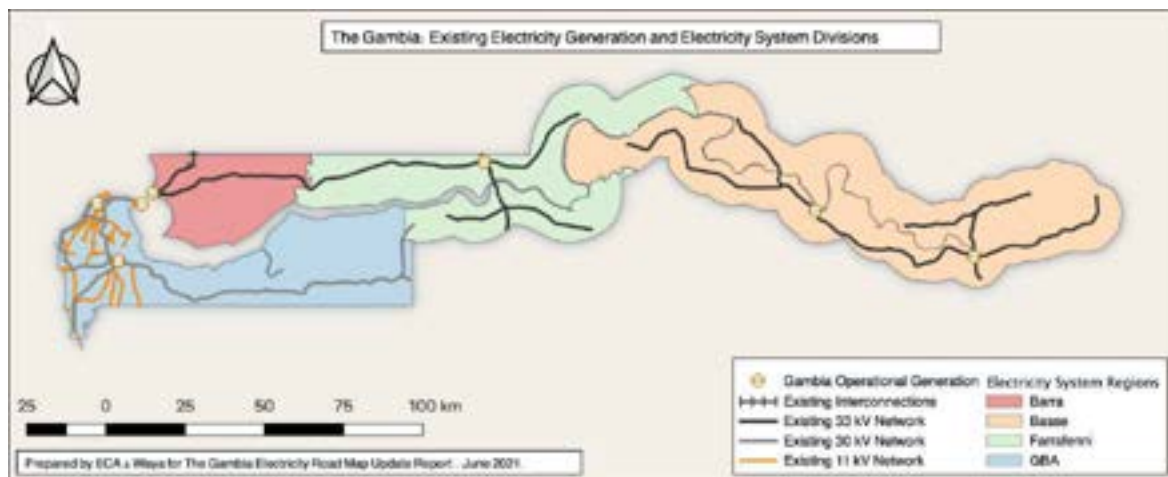 The Gambia: Existing Electricity Generation and Electricity System Divisions
25 0 25 50 75 100 km
Prepared by ECA & Ways for The Gambia Electricity Road Map Update Report. June 2021.
Gambia Operational Generation
Existing Interconnections
Existing 33 kV Network
Existing 30 kV Network
Existing 11 kV Network
Electricity System Regions
Barra
Basse
Farrafenni
GBA